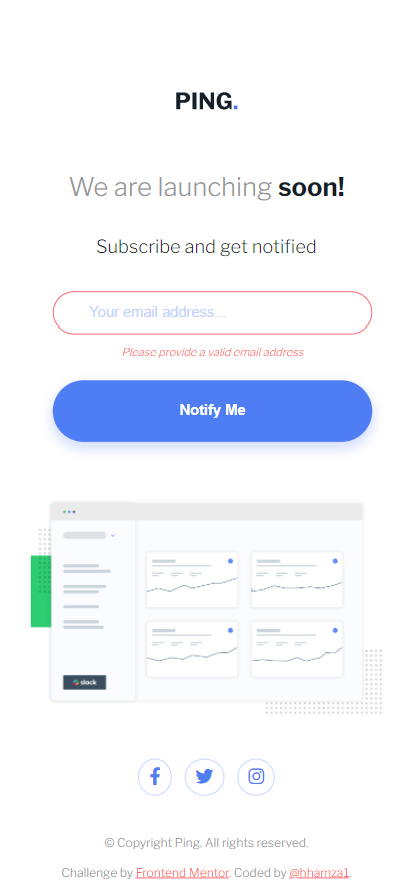 PING.
We are launching soon!
Subscribe and get notified
Your email address...
Please provide a valid email address
Notify Me
slack
© Copyright Ping. All rights reserved.
Challenge by Frontend Mentor. Coded by @hhamza1.